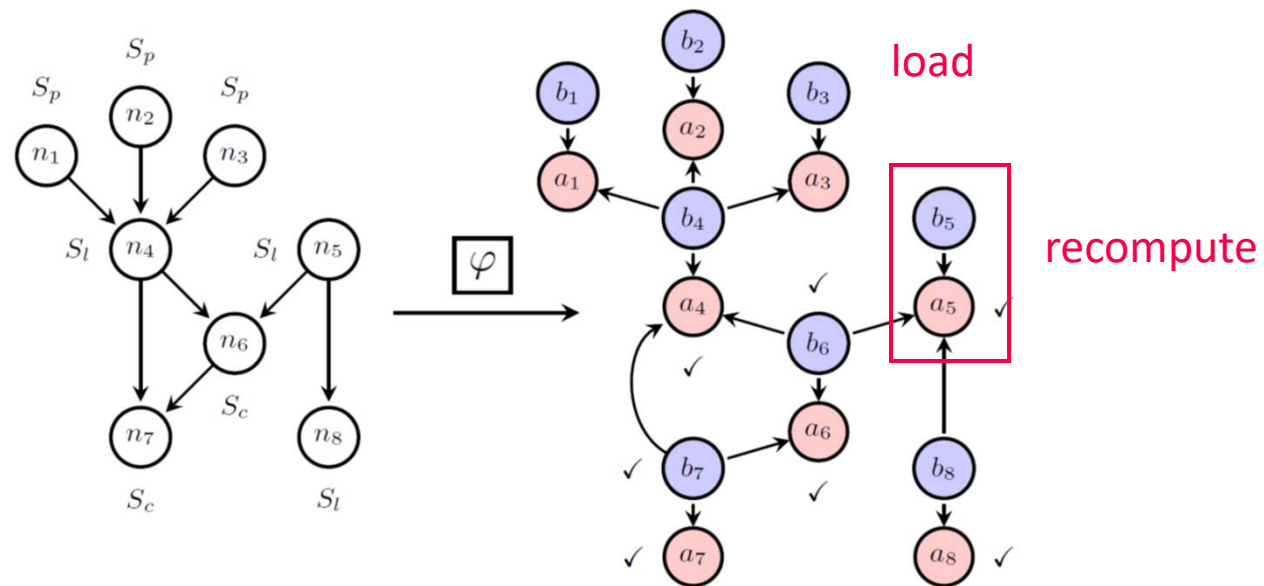 S_p
S_p
S_p
n_1
n_2
n_3
S_l
n_4
S_l
n_5
n_6
S_c
n_7
n_8
S_c
S_l
φ
b_2
load
b_1
b_3
a_2
a_1
a_3
b_4
b_5
recompute
✓
a_4
b_6
a_5
✓
✓
a_6
✓
b_7
✓
b_8
✓
a_7
a_8
✓